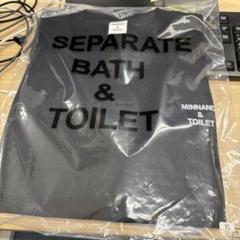 SEPARATE
BATH
&
TOILET
MINNANO
&
TOILET